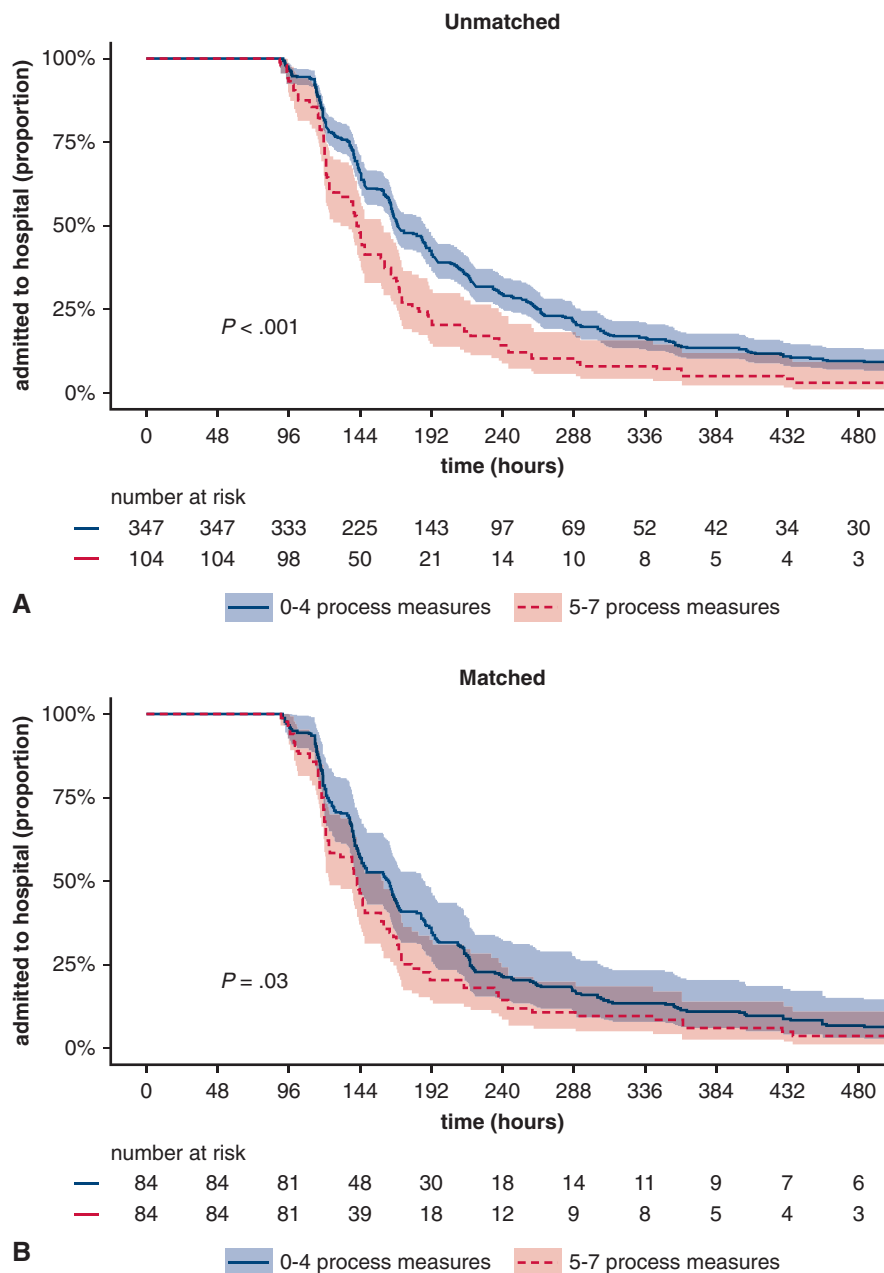 Unmatched
admitted to hospital (proportion)
100%
75%
50%
25%
0%
P < .001
0 48 96 144 192 240 288 336 384 432 480
time (hours)
number at risk
347 347 333 225 143 97 69 52 42 34 30
104 104 98 50 21 14 10 8 5 4 3
A
0-4 process measures 5-7 process measures
Matched
admitted to hospital (proportion)
100%
75%
50%
25%
0%
P = .03
0 48 96 144 192 240 288 336 384 432 480
time (hours)
number at risk
84 84 81 48 30 18 14 11 9 7 6
84 84 81 39 18 12 9 8 5 4 3
B
0-4 process measures 5-7 process measures